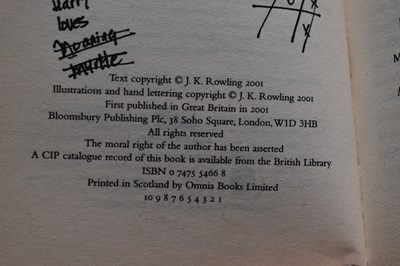 Harry
loves
Moaning
Myrtle
Text copyright © J. K. Rowling 2001
Illustrations and hand lettering copyright © J. K. Rowling 2001
First published in Great Britain in 2001
Bloomsbury Publishing Plc, 38 Soho Square, London, W1D 3HB
All rights reserved
The moral right of the author has been asserted
A CIP catalogue record of this book is available from the British Library
ISBN 0 7475 5466 8
Printed in Scotland by Omnia Books Limited
10 9 8 7 6 5 4 3 2 1